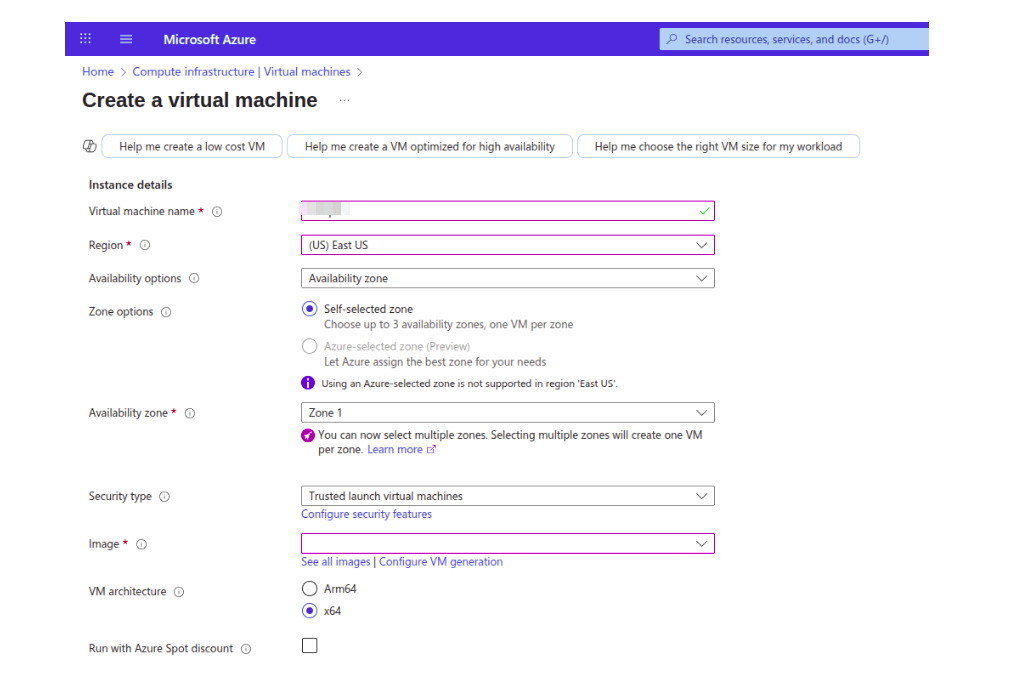 Microsoft Azure
Search resources, services, and docs (G+/)
Home > Compute infrastructure | Virtual machines >
Create a virtual machine ...
Help me create a low cost VM
Help me create a VM optimized for high availability
Help me choose the right VM size for my workload
Instance details
Virtual machine name *
Region *
(US) East US
Availability options
Availability zone
Zone options
Self-selected zone
Choose up to 3 availability zones, one VM per zone
Azure-selected zone (Preview)
Let Azure assign the best zone for your needs
Using an Azure-selected zone is not supported in region 'East US'.
Availability zone *
Zone 1
You can now select multiple zones. Selecting multiple zones will create one VM
per zone. Learn more
Security type
Trusted launch virtual machines
Configure security features
Image *
See all images | Configure VM generation
VM architecture
Arm64
x64
Run with Azure Spot discount